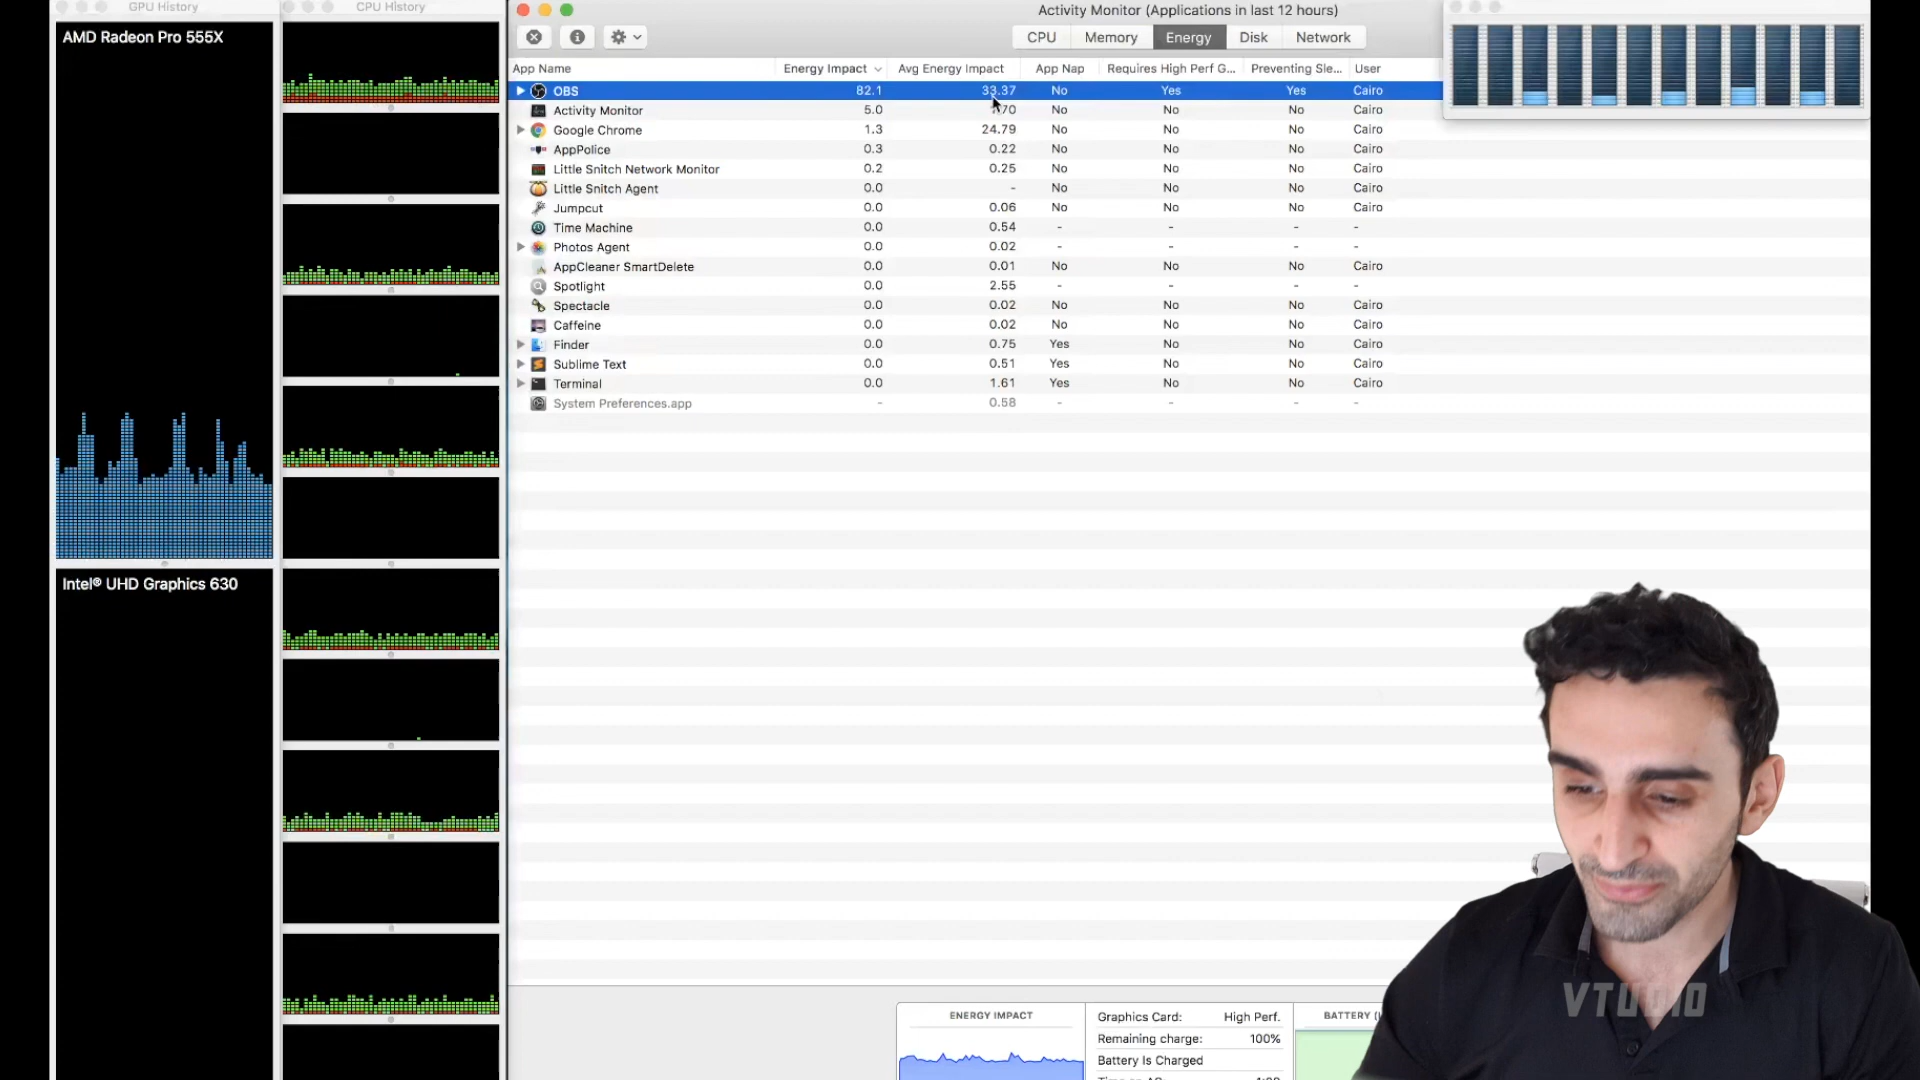 GPU History
AMD Radeon Pro 555X
Intel® UHD Graphics 630
CPU History
Activity Monitor (Applications in last 12 hours)
CPU Memory Energy Disk Network
App Name Energy Impact Avg Energy Impact App Nap Requires High Perf G... Preventing Sle... User
OBS 82.1 33.37 No Yes Yes Cairo
Activity Monitor 5.0 70 No No No Cairo
Google Chrome 1.3 24.79 No No No Cairo
AppPolice 0.3 0.22 No No No Cairo
Little Snitch Network Monitor 0.2 0.25 No No No Cairo
Little Snitch Agent 0.0 - No No No Cairo
Jumpcut 0.0 0.06 No No No Cairo
Time Machine 0.0 0.54 - - - -
Photos Agent 0.0 0.02 - - - -
AppCleaner SmartDelete 0.0 0.01 No No No Cairo
Spotlight 0.0 2.55 - - - -
Spectacle 0.0 0.02 No No No Cairo
Caffeine 0.0 0.02 No No No Cairo
Finder 0.0 0.75 Yes No No Cairo
Sublime Text 0.0 0.51 Yes No No Cairo
Terminal 0.0 1.61 Yes No No Cairo
System Preferences.app - 0.58 - - - -
ENERGY IMPACT
Graphics Card: High Perf.
Remaining charge: 100%
Battery Is Charged
BATTERY
VTUDIO